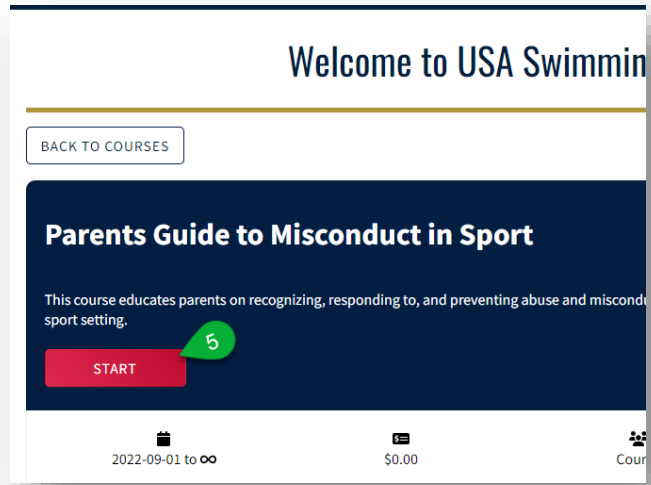 Welcome to USA Swimmin
BACK TO COURSES
Parents Guide to Misconduct in Sport
This course educates parents on recognizing, responding to, and preventing abuse and miscondu
sport setting.
5
START
2022-09-01 to ∞
$0.00
Cour